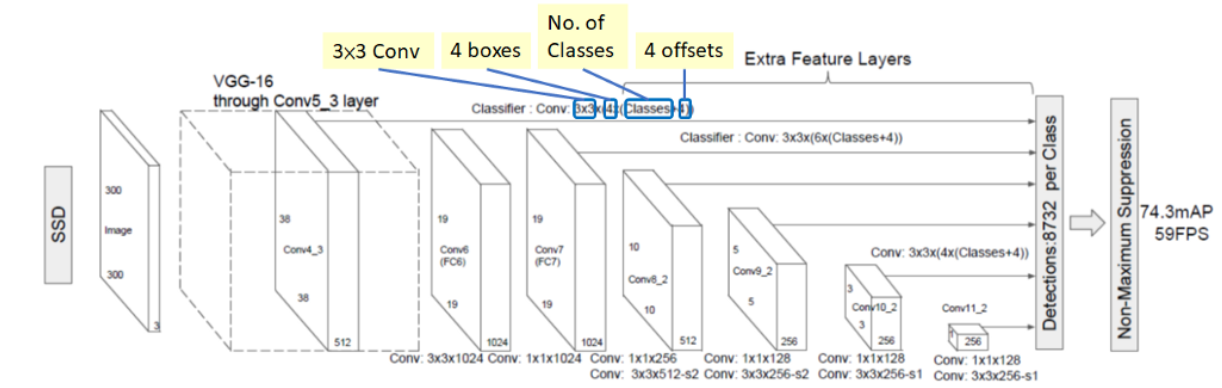 No. of
Classes
3x3 Conv
4 boxes
4 offsets
Extra Feature Layers
VGG-16
through Conv5_3 layer
Classifier : Conv: 3x3x(4x(Classes+4))
Classifier : Conv: 3x3x(6x(Classes+4))
SSD
300
Image
300
3
38
Conv4_3
38
512
19
Conv6
(FC6)
19
1024
19
Conv7
(FC7)
19
1024
10
Conv8_2
10
512
5
Conv9_2
5
256
Conv: 3x3x(4x(Classes+4))
3
Conv10_2
3
256
Conv11_2
1
256
Detections:8732 per Class
Non-Maximum Suppression
74.3mAP
59FPS
Conv: 3x3x1024
Conv: 1x1x1024
Conv: 1x1x256
Conv: 3x3x512-s2
Conv: 1x1x128
Conv: 3x3x256-s2
Conv: 1x1x128
Conv: 3x3x256-s1
Conv: 1x1x128
Conv: 3x3x256-s1